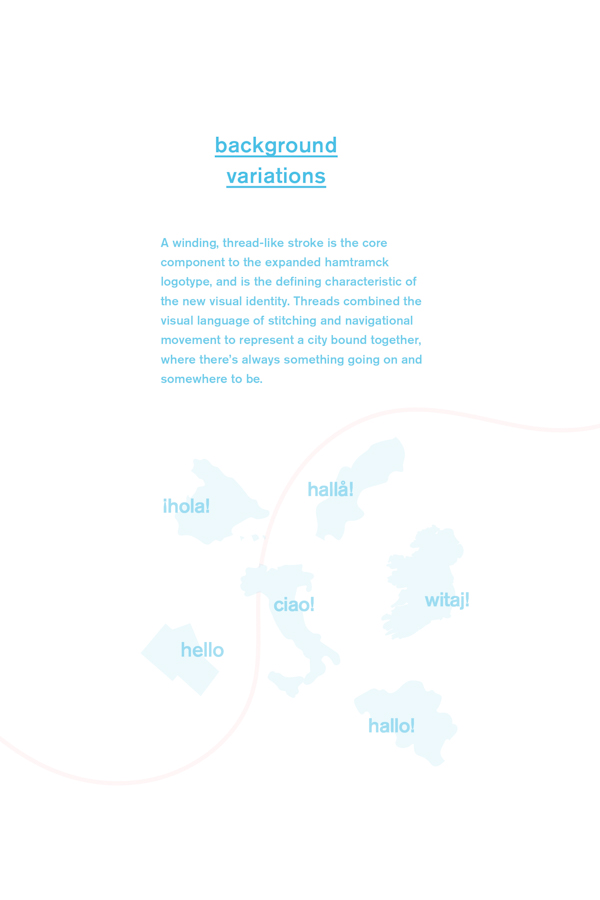 background
variations
A winding, thread-like stroke is the core
component to the expanded hamtramck
logotype, and is the defining characteristic of
the new visual identity. Threads combined the
visual language of stitching and navigational
movement to represent a city bound together,
where there's always something going on and
somewhere to be.
hallå!
¡hola!
witaj!
ciao!
hello
hallo!